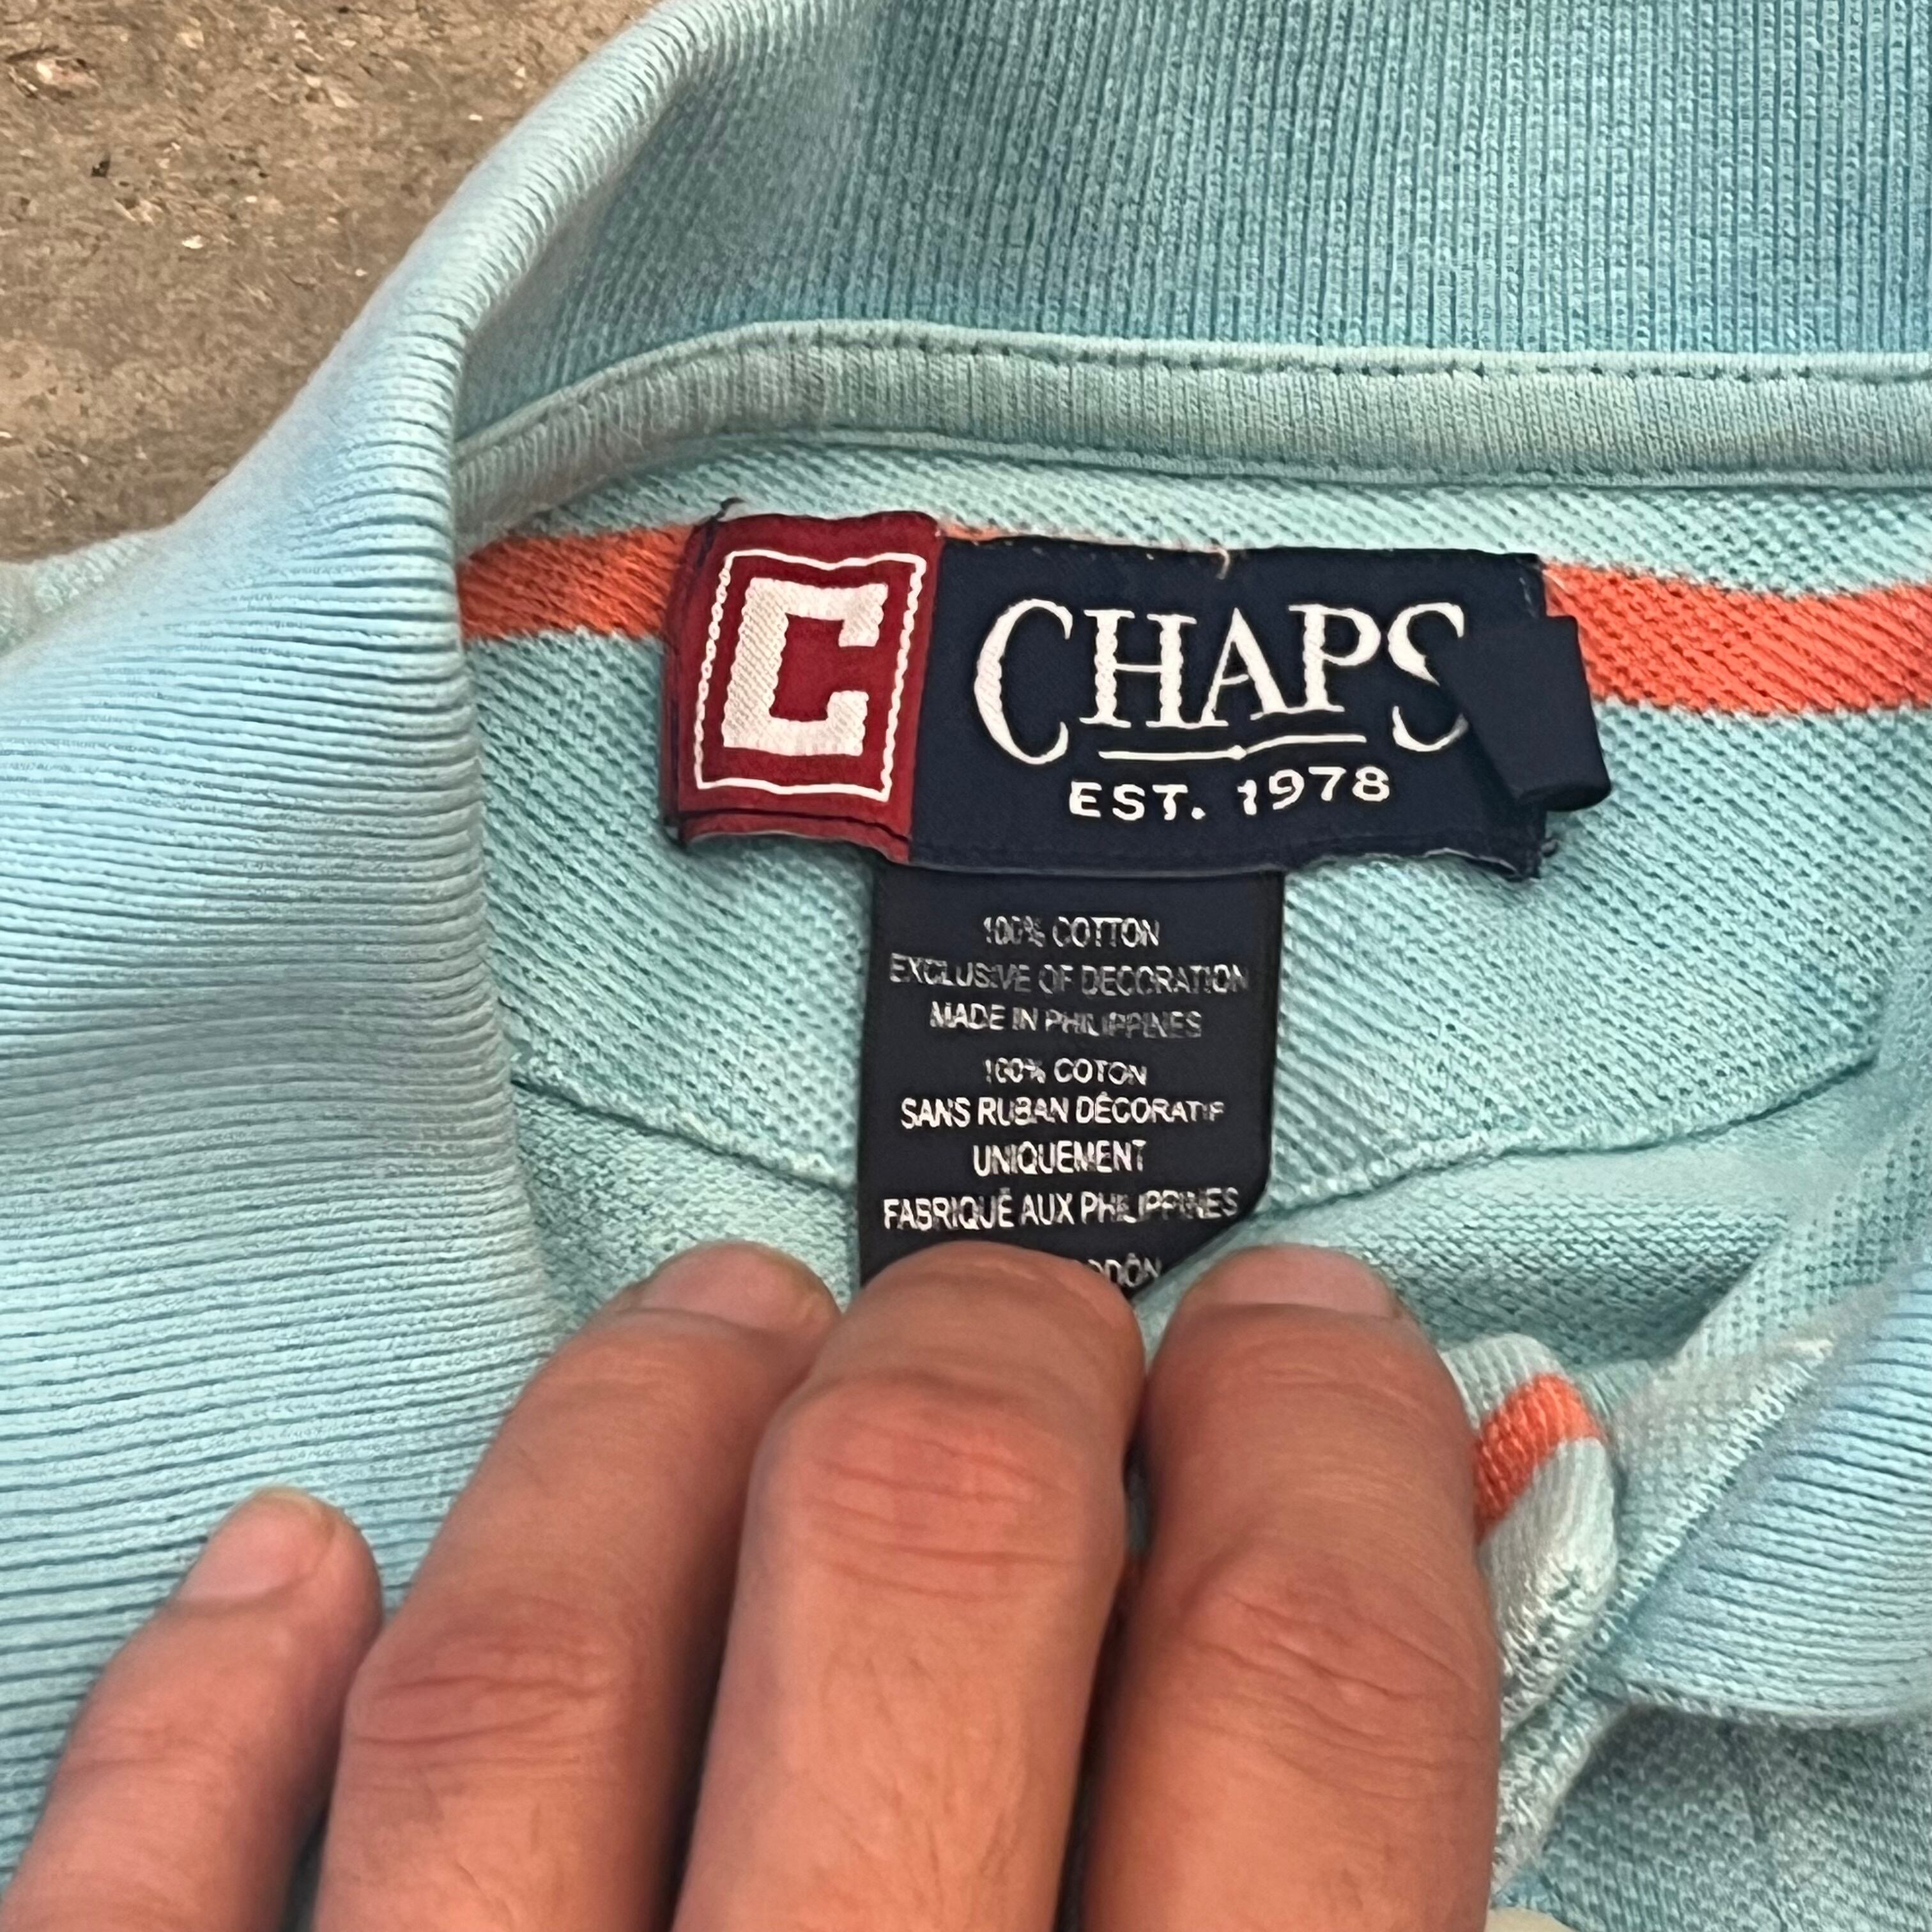 C
CHAPS
EST. 1978
100% COTTON
EXCLUSIVE OF DECORATION
MADE IN PHILIPPINES
100% COTON
SANS RUBAN DÉCORATIF
UNIQUEMENT
FABRIQUÉ AUX PHILIPPINES